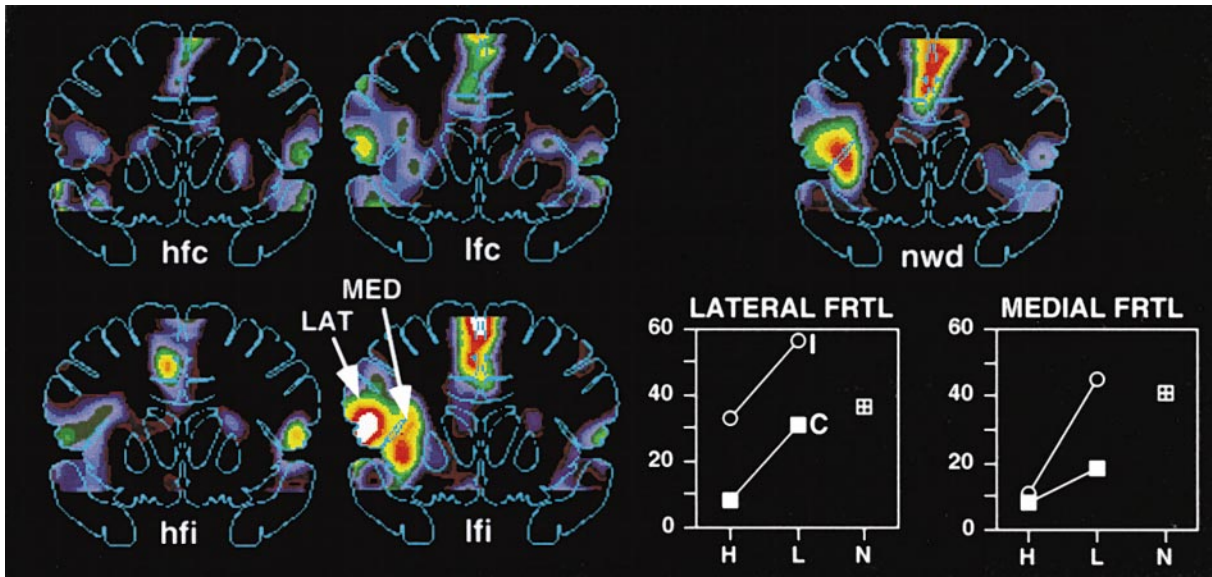 hfc
lfc
nwd
MED
LAT
hfi
lfi
LATERAL FRTL
60
40
20
0
I
C
H L N
MEDIAL FRTL
60
40
20
0
H L N